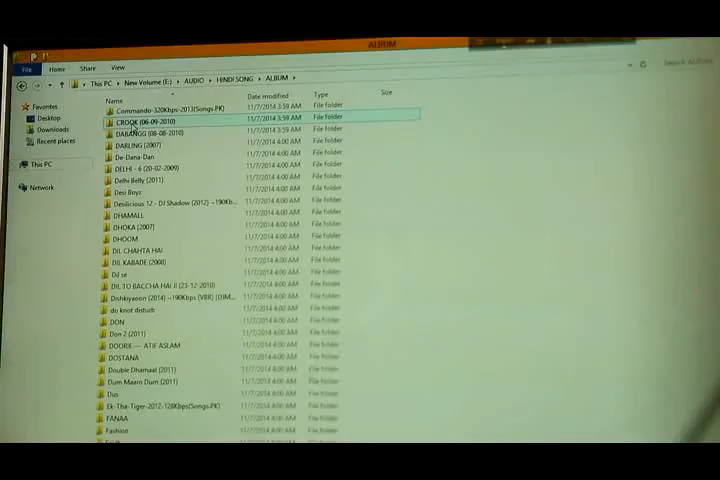 ALBUM
File Home Share View
This PC New Volume (E:) AUDIO HINDI SONG ALBUM
Search ALBUM
Name Date modified Type Size
Favorites
Desktop
Downloads
Recent places
This PC
Network
Commando-320Kbps-2013(Songs.PK) 11/7/2014 3:59 AM File folder
CROOK (06-09-2010) 11/7/2014 3:59 AM File folder
DABANGG (08-08-2010) 11/7/2014 3:59 AM File folder
DARLING (2007) 11/7/2014 4:00 AM File folder
De-Dana-Dan 11/7/2014 4:00 AM File folder
DELHI - 6 (20-02-2009) 11/7/2014 4:00 AM File folder
Delhi Belly (2011) 11/7/2014 4:00 AM File folder
Desi Boyz 11/7/2014 4:00 AM File folder
Desilicious 12 - DJ Shadow (2012) ~190Kb... 11/7/2014 4:00 AM File folder
DHAMALL 11/7/2014 4:00 AM File folder
DHOKA (2007) 11/7/2014 4:00 AM File folder
DHOOM 11/7/2014 4:00 AM File folder
DIL CHAHTA HAI 11/7/2014 4:00 AM File folder
DIL KABADE (2008) 11/7/2014 4:00 AM File folder
Dil se 11/7/2014 4:00 AM File folder
DIL TO BACCHA HAI JI (23-12-2010) 11/7/2014 4:00 AM File folder
Dishkiyaoon (2014) ~190Kbps (VBR) [DJM... 11/7/2014 4:00 AM File folder
do knot disturb 11/7/2014 4:00 AM File folder
DON 11/7/2014 4:00 AM File folder
Don 2 (2011) 11/7/2014 4:00 AM File folder
DOORIE --- ATIF ASLAM 11/7/2014 4:00 AM File folder
DOSTANA 11/7/2014 4:00 AM File folder
Double Dhamaal (2011) 11/7/2014 4:00 AM File folder
Dum Maaro Dum (2011) 11/7/2014 4:00 AM File folder
Dus 11/7/2014 4:00 AM File folder
Ek-Tha-Tiger-2012-128Kbps(Songs.PK) 11/7/2014 4:00 AM File folder
FANAA 11/7/2014 4:00 AM File folder
Fashion 11/7/2014 4:00 AM File folder